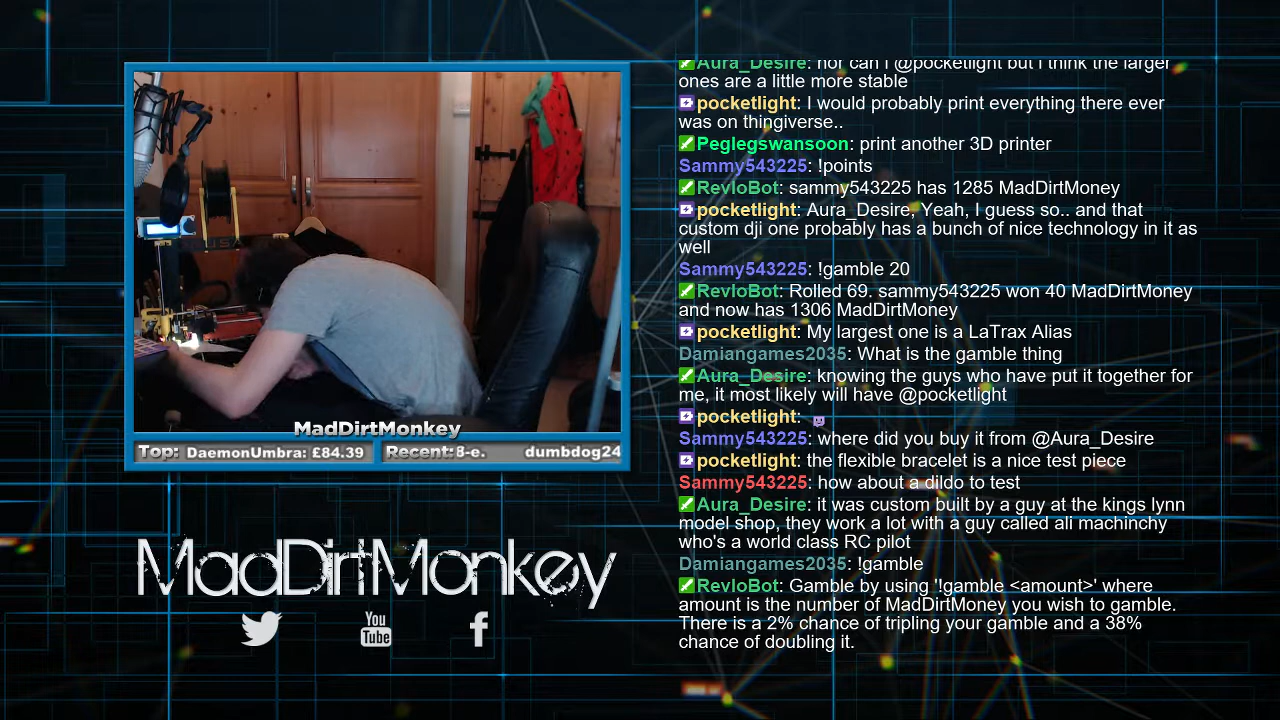 MadDirtMonkey
Top: DaemonUmbra: £84.39
Recent: 8-e. dumbdog24
MadDirtMonkey
You
Tube
Aura_Desire: nor can i @pocketlight but i think the larger
ones are a little more stable
pocketlight: I would probably print everything there ever
was on thingiverse..
Peglegswansoon: print another 3D printer
Sammy543225: !points
RevloBot: sammy543225 has 1285 MadDirtMoney
pocketlight: Aura_Desire, Yeah, I guess so.. and that
custom dji one probably has a bunch of nice technology in it as
well
Sammy543225: !gamble 20
RevloBot: Rolled 69. sammy543225 won 40 MadDirtMoney
and now has 1306 MadDirtMoney
pocketlight: My largest one is a LaTrax Alias
Damiangames2035: What is the gamble thing
Aura_Desire: knowing the guys who have put it together for
me, it most likely will have @pocketlight
pocketlight:
Sammy543225: where did you buy it from @Aura_Desire
pocketlight: the flexible bracelet is a nice test piece
Sammy543225: how about a dildo to test
Aura_Desire: it was custom built by a guy at the kings lynn
model shop, they work a lot with a guy called ali machinchy
who's a world class RC pilot
Damiangames2035: !gamble
RevloBot: Gamble by using '!gamble <amount>' where
amount is the number of MadDirtMoney you wish to gamble.
There is a 2% chance of tripling your gamble and a 38%
chance of doubling it.